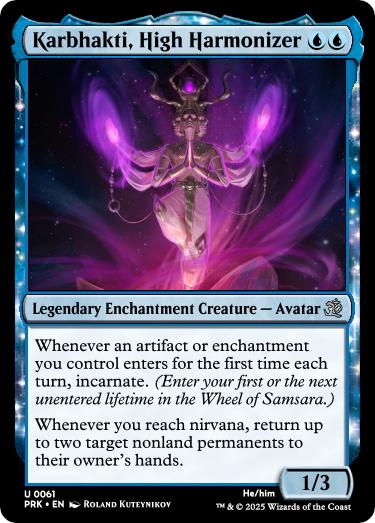 Karbhakti, High Harmonizer
Legendary Enchantment Creature — Avatar
Whenever an artifact or enchantment
you control enters for the first time each
turn, incarnate. (Enter your first or the next
unentered lifetime in the Wheel of Samsara.)
Whenever you reach nirvana, return up
to two target nonland permanents to
their owner's hands.
1/3
U 0061
He/him
PRK • EN Roland Kuteynikov
™ & © 2025 Wizards of the Coast